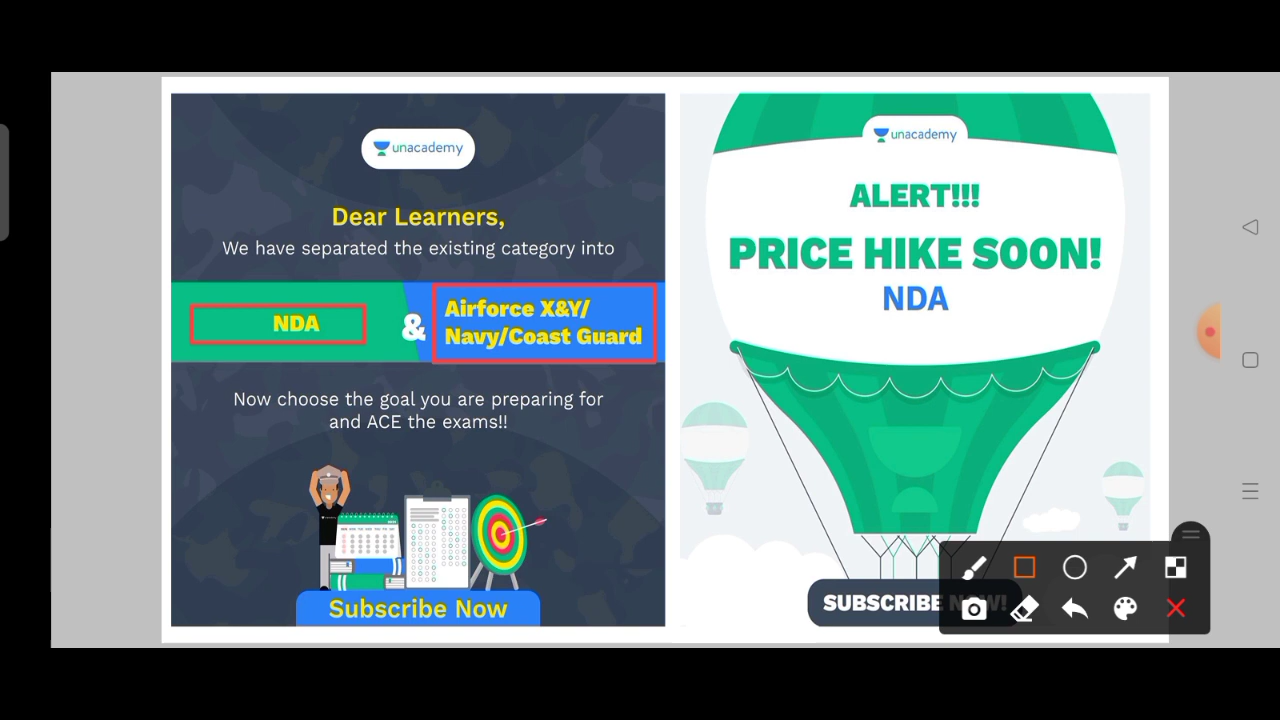 unacademy
Dear Learners,
We have separated the existing category into
NDA
&
Airforce X&Y/
Navy/Coast Guard
Now choose the goal you are preparing for
and ACE the exams!!
Subscribe Now
unacademy
ALERT!!!
PRICE HIKE SOON!
NDA
SUBSCRIBE NOW!